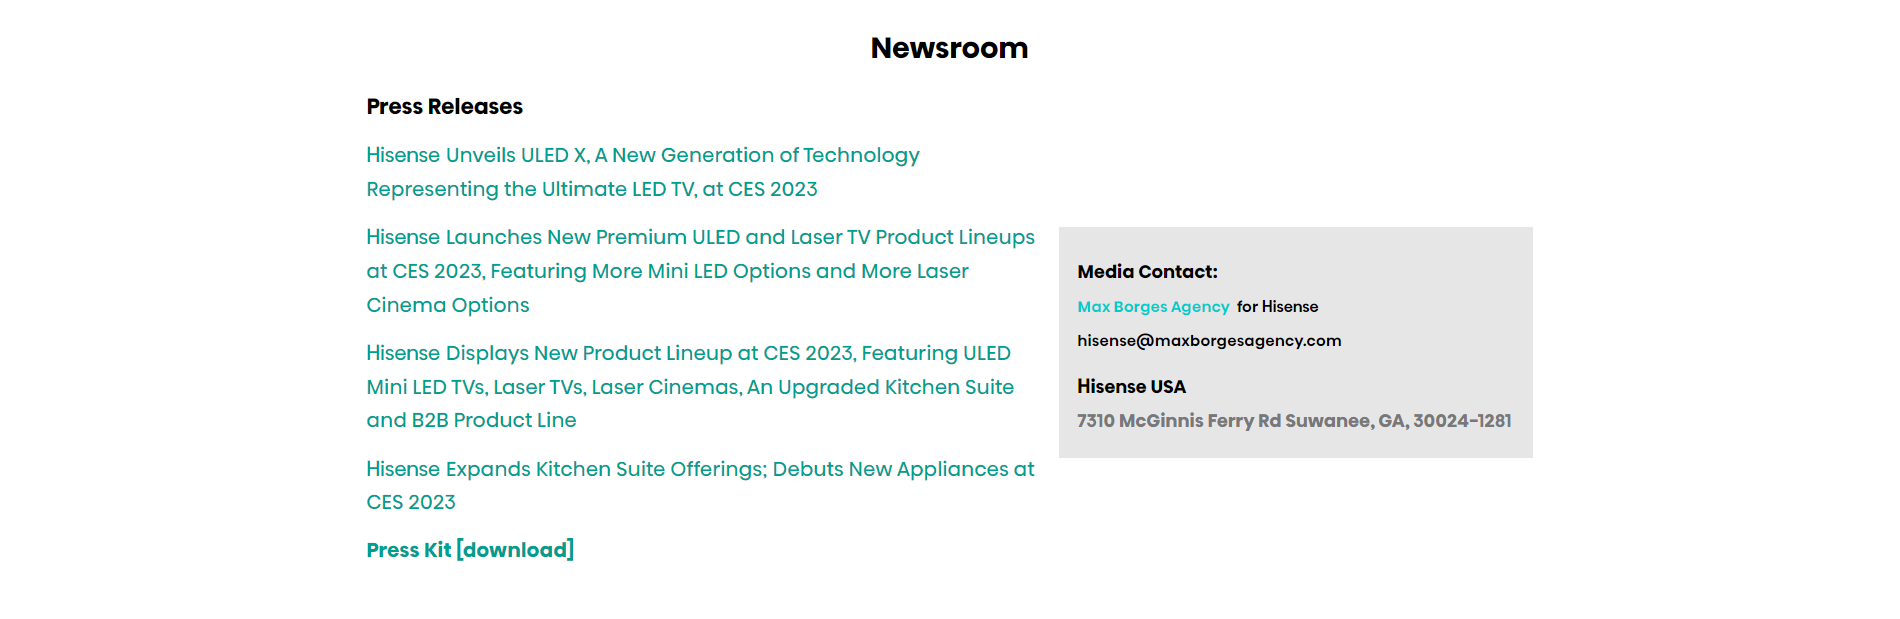 Newsroom
Press Releases
Hisense Unveils ULED X, A New Generation of Technology
Representing the Ultimate LED TV, at CES 2023
Hisense Launches New Premium ULED and Laser TV Product Lineups
at CES 2023, Featuring More Mini LED Options and More Laser
Cinema Options
Hisense Displays New Product Lineup at CES 2023, Featuring ULED
Mini LED TVs, Laser TVs, Laser Cinemas, An Upgraded Kitchen Suite
and B2B Product Line
Hisense Expands Kitchen Suite Offerings; Debuts New Appliances at
CES 2023
Press Kit [download]
Media Contact:
Max Borges Agency for Hisense
hisense@maxborgesagency.com
Hisense USA
7310 McGinnis Ferry Rd Suwanee, GA, 30024-1281